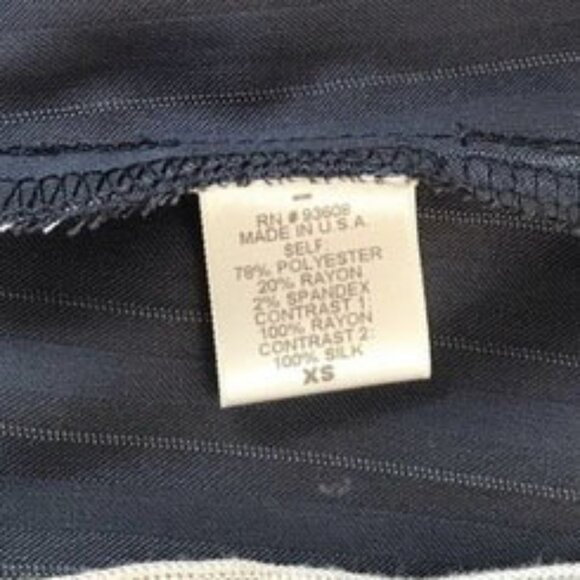 RN # 93609
MADE IN U.S.A.
SELF:
78% POLYESTER
20% RAYON
2% SPANDEX
CONTRAST 1:
100% RAYON
CONTRAST 2:
100% SILK
XS